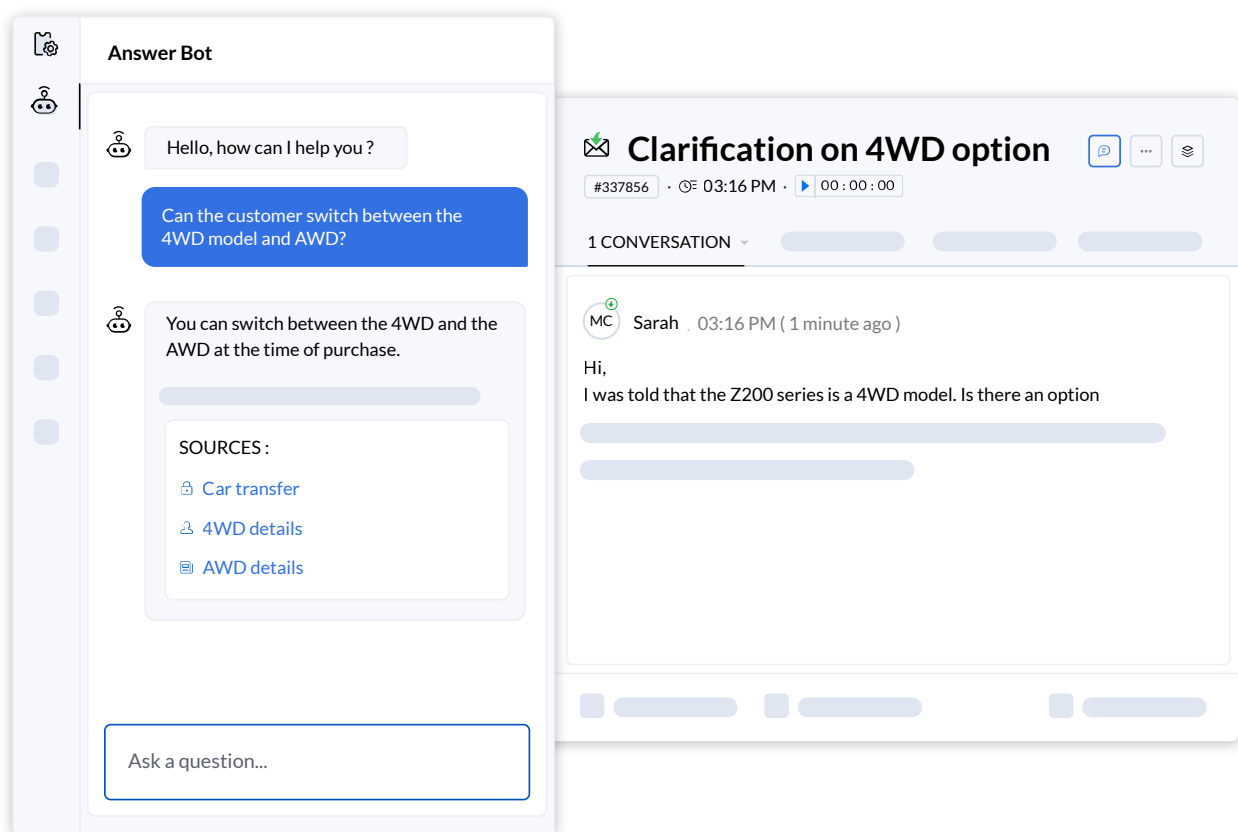 Answer Bot
Hello, how can I help you ?
Can the customer switch between the
4WD model and AWD?
You can switch between the 4WD and the
AWD at the time of purchase.
SOURCES :
Car transfer
4WD details
AWD details
Ask a question...
Clarification on 4WD option
#337856 · 03:16 PM · 00 : 00 : 00
1 CONVERSATION
MC Sarah . 03:16 PM ( 1 minute ago )
Hi,
I was told that the Z200 series is a 4WD model. Is there an option